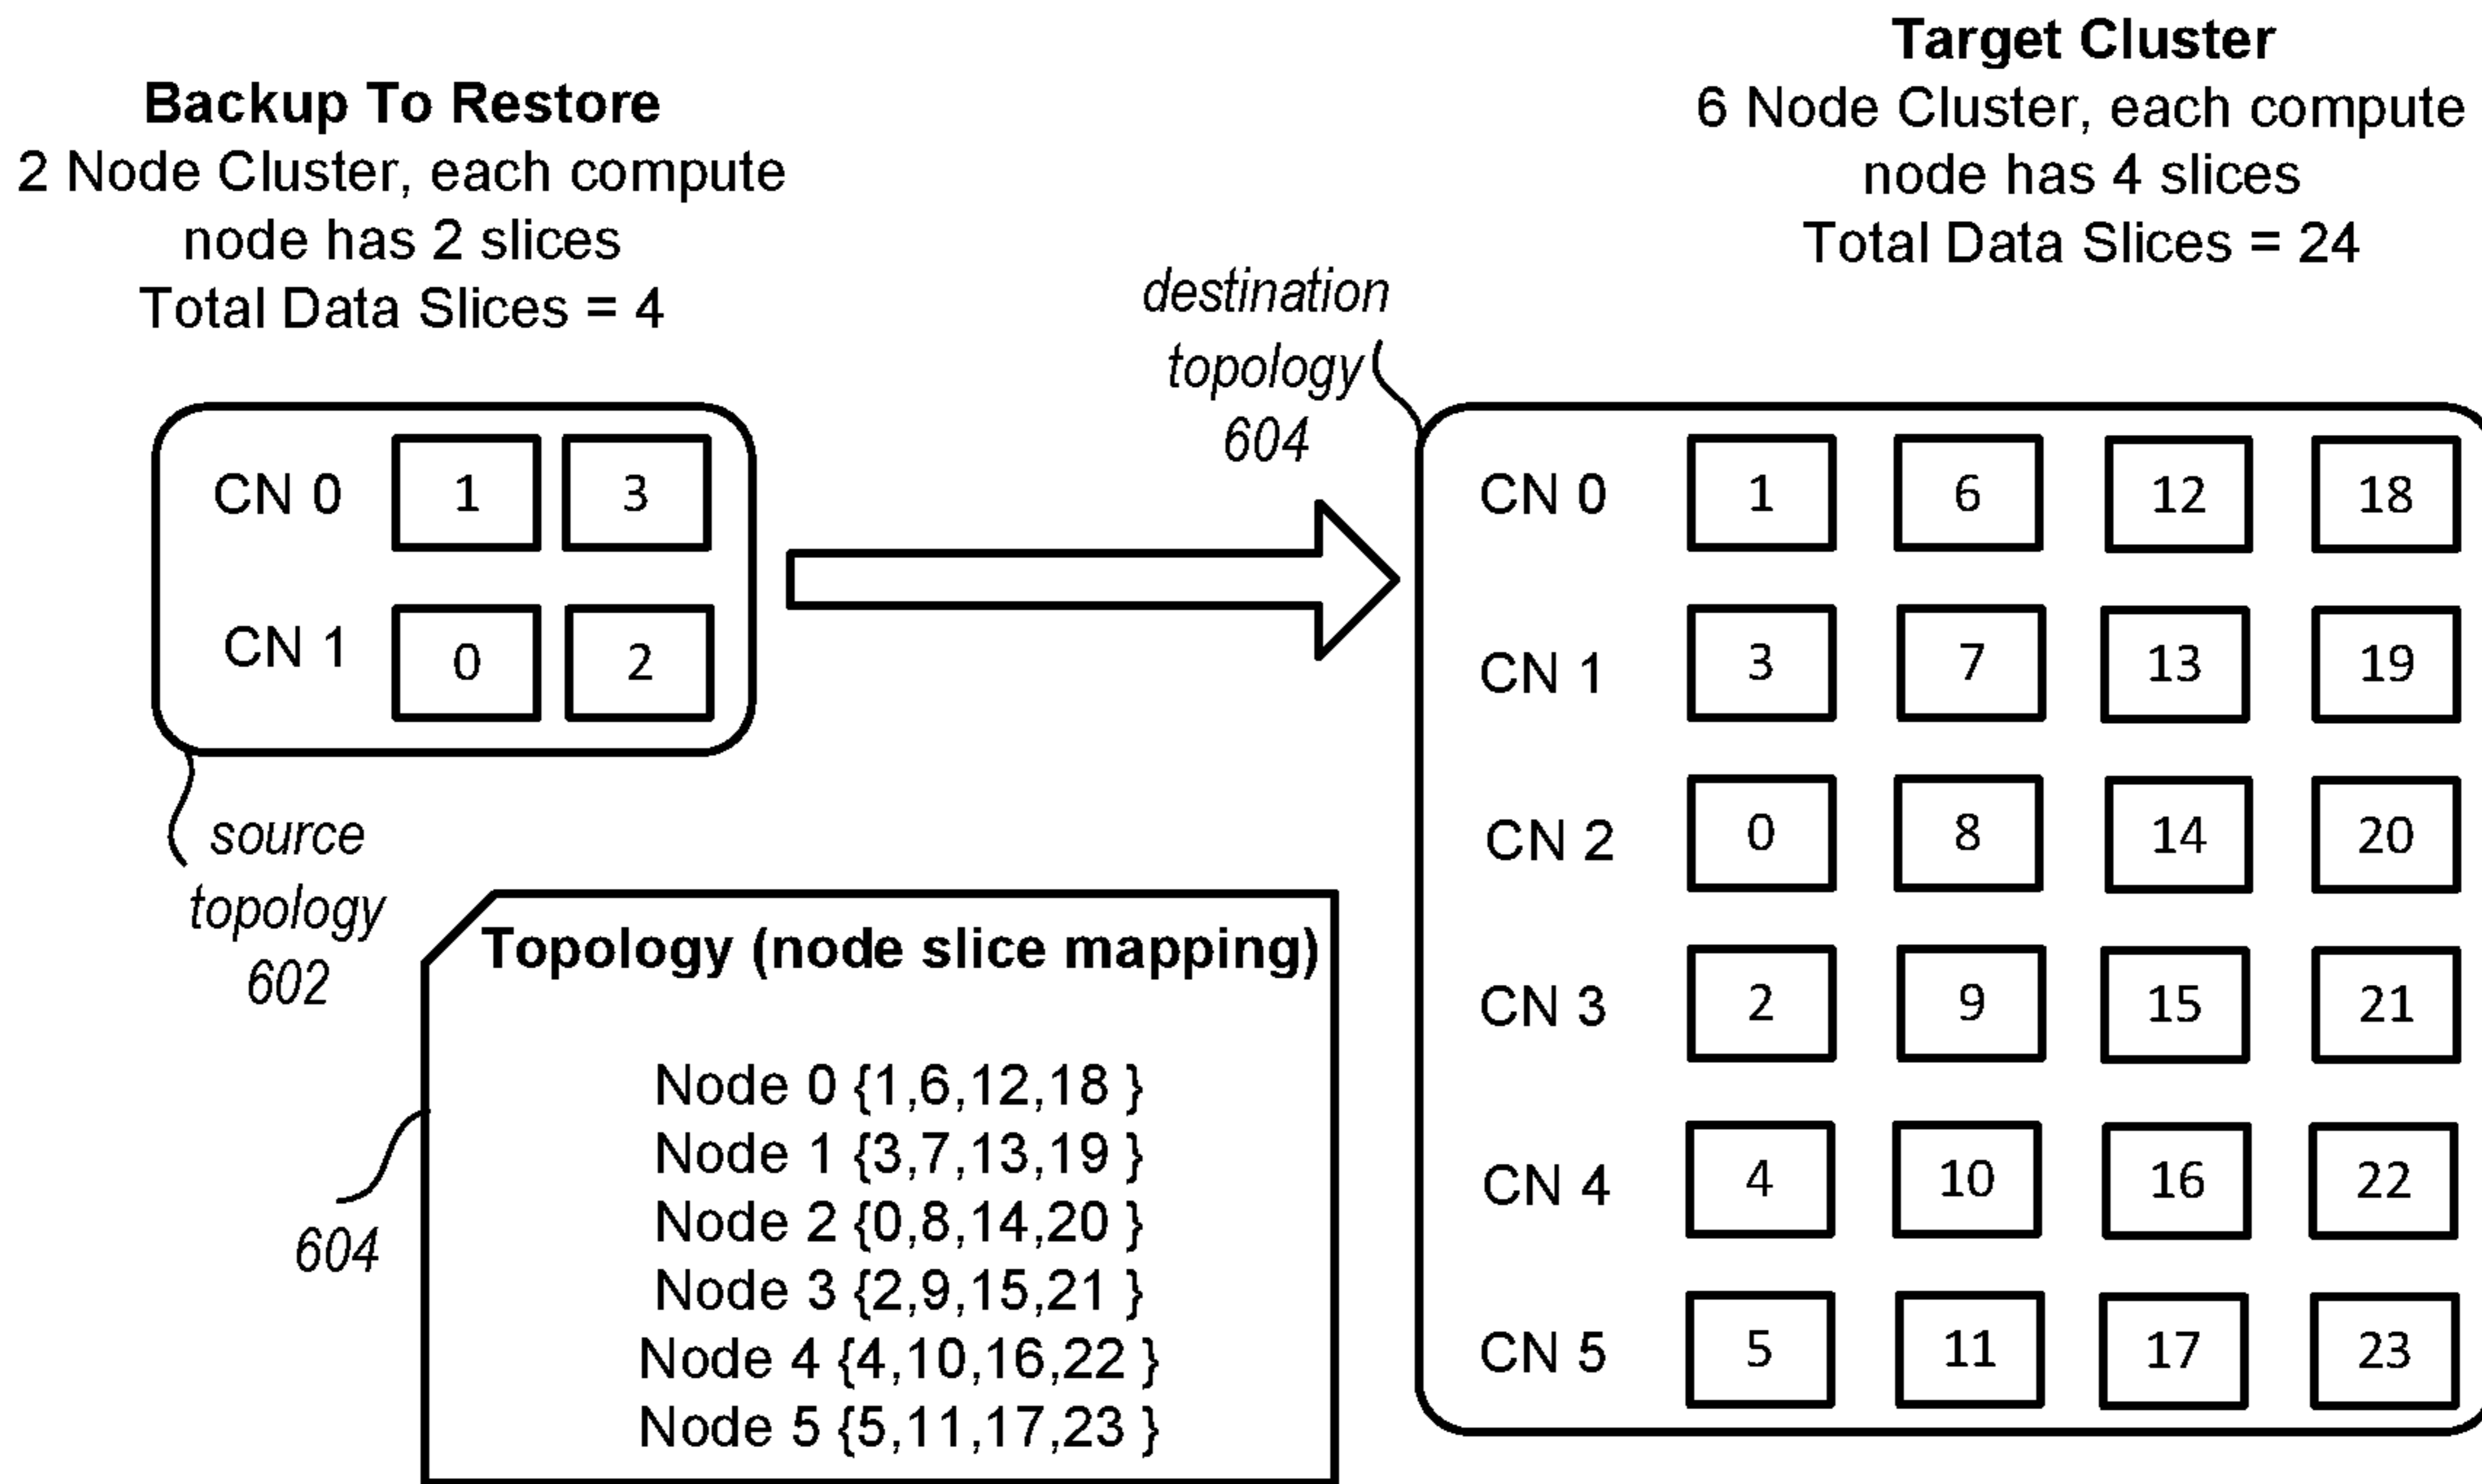 Backup To Restore
2 Node Cluster, each compute
node has 2 slices
Total Data Slices = 4
Target Cluster
6 Node Cluster, each compute
node has 4 slices
Total Data Slices = 24
destination
topology
604
CN 0 1 3
CN 1 0 2
source
topology
602
Topology (node slice mapping)
Node 0 {1,6,12,18 }
Node 1 {3,7,13,19 }
Node 2 {0,8,14,20 }
Node 3 {2,9,15,21 }
Node 4 {4,10,16,22 }
Node 5 {5,11,17,23 }
604
CN 0 1 6 12 18
CN 1 3 7 13 19
CN 2 0 8 14 20
CN 3 2 9 15 21
CN 4 4 10 16 22
CN 5 5 11 17 23